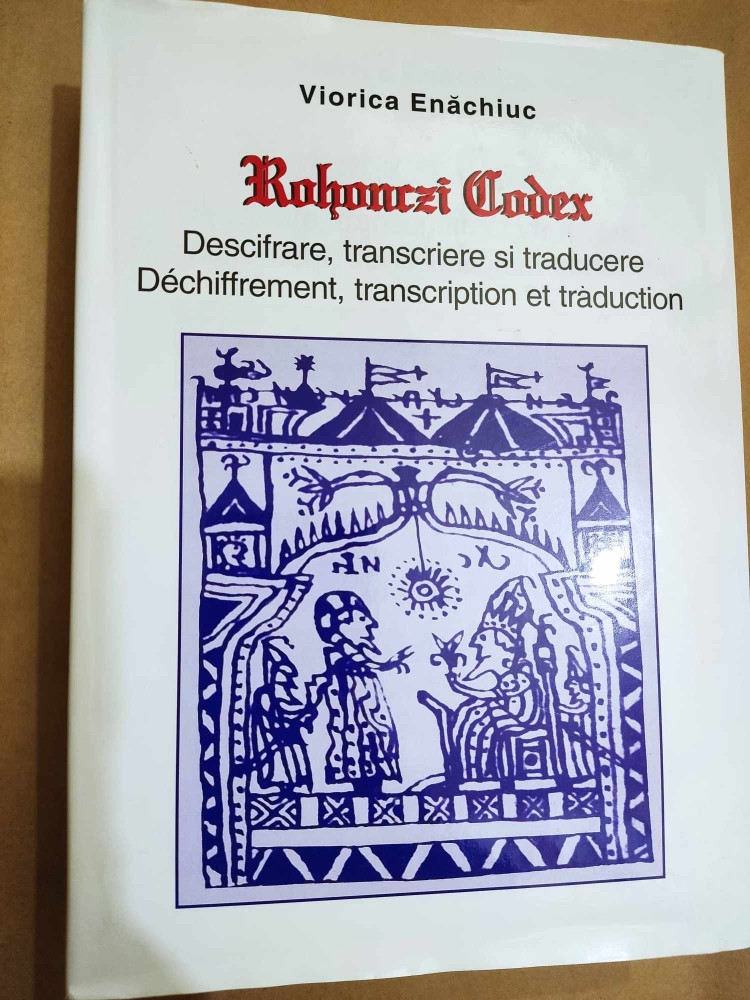 Viorica Enăchiuc
Rohonczi Codex
Descifrare, transcriere si traducere
Déchiffrement, transcription et traduction